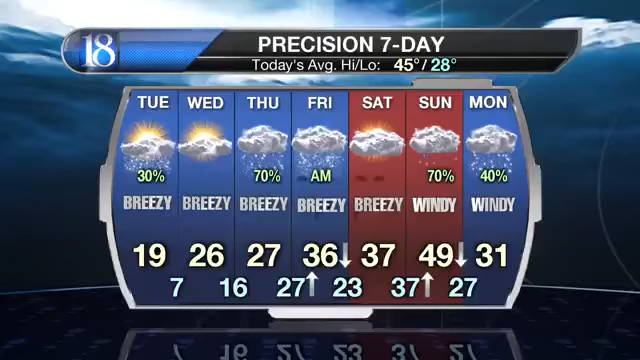 18
PRECISION 7-DAY
Today's Avg. Hi/Lo: 45°/28°
TUE WED THU FRI SAT SUN MON
30% 70% AM 70% 40%
BREEZY BREEZY BREEZY BREEZY BREEZY WINDY WINDY
19 26 27 36 37 49 31
7 16 27 23 37 27